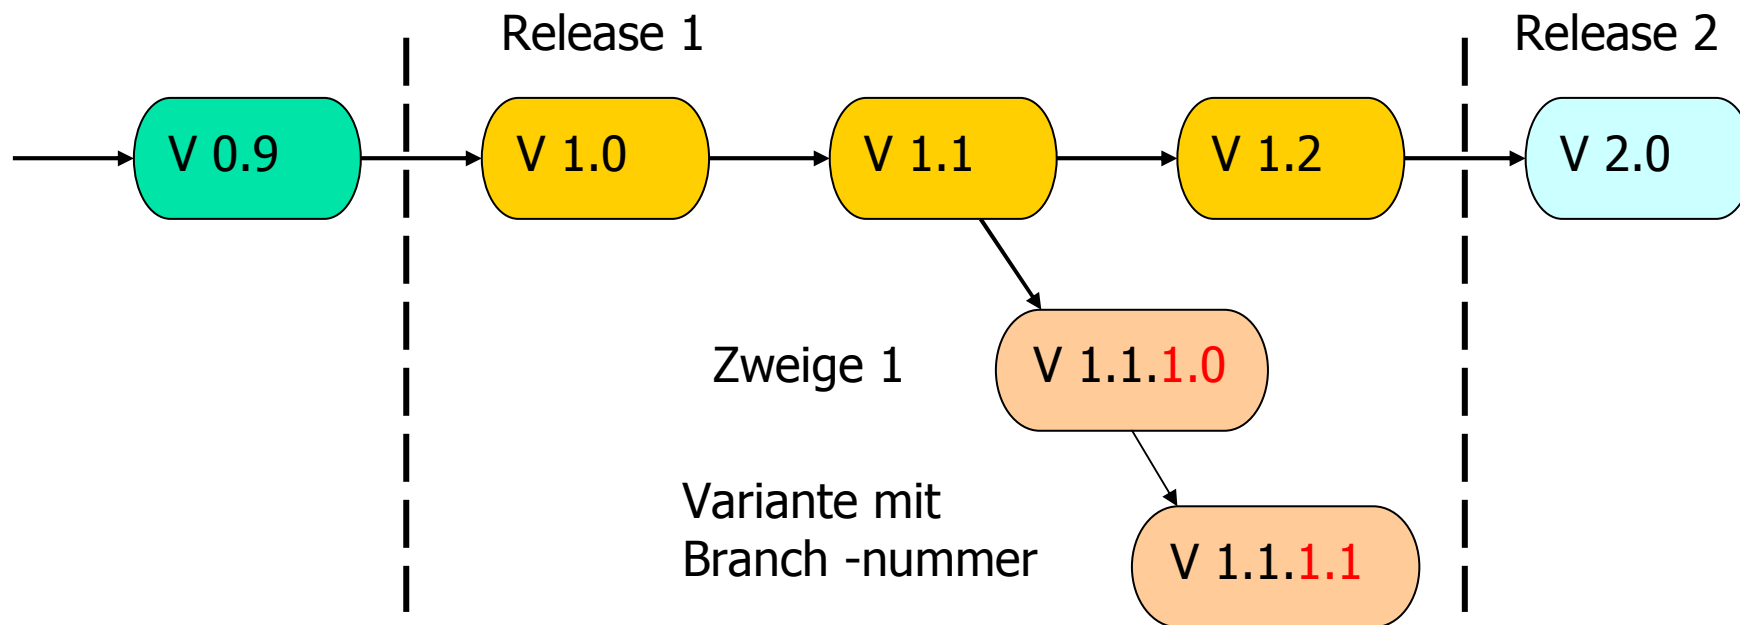 Release 1
Release 2
V 0.9
V 1.0
V 1.1
V 1.2
V 2.0
Zweige 1
V 1.1.1.0
Variante mit
Branch -nummer
V 1.1.1.1